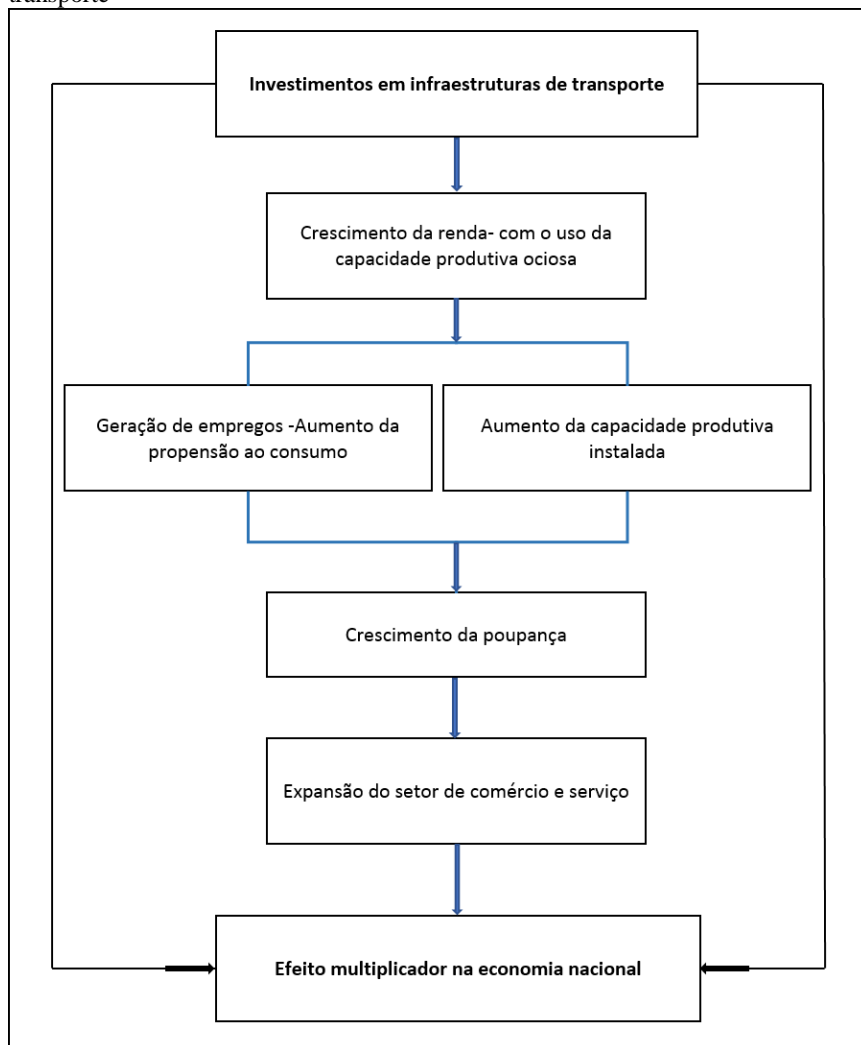 transporte
Investimentos em infraestruturas de transporte
Crescimento da renda- com o uso da
capacidade produtiva ociosa
Geração de empregos -Aumento da
propensão ao consumo
Aumento da capacidade produtiva
instalada
Crescimento da poupança
Expansão do setor de comércio e serviço
Efeito multiplicador na economia nacional